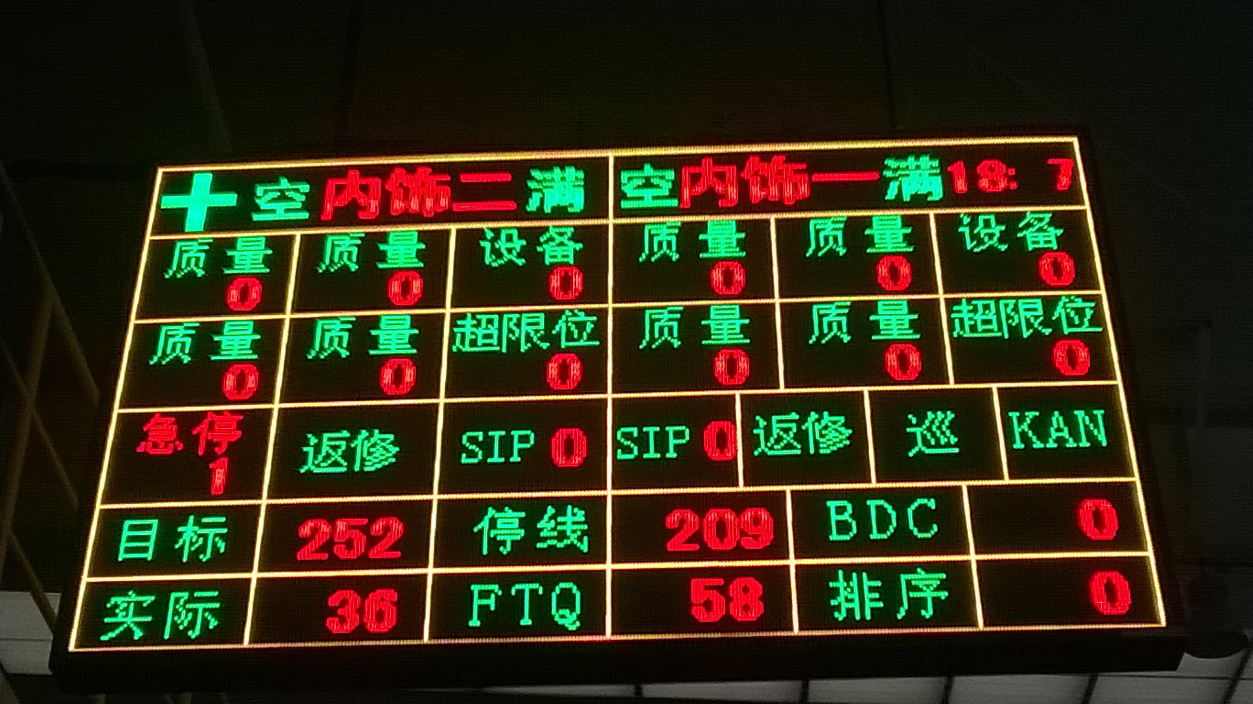 空 内饰二 满 空 内饰一 满 18: 7
质量 质量 设备 质量 质量 设备
0 0 0 0 0 0
质量 质量 超限位 质量 质量 超限位
0 0 0 0 0 0
急停 返修 SIP 0 SIP 0 返修 巡 KAN
1
目标 252 停线 209 BDC 0
实际 36 FTQ 58 排序 0